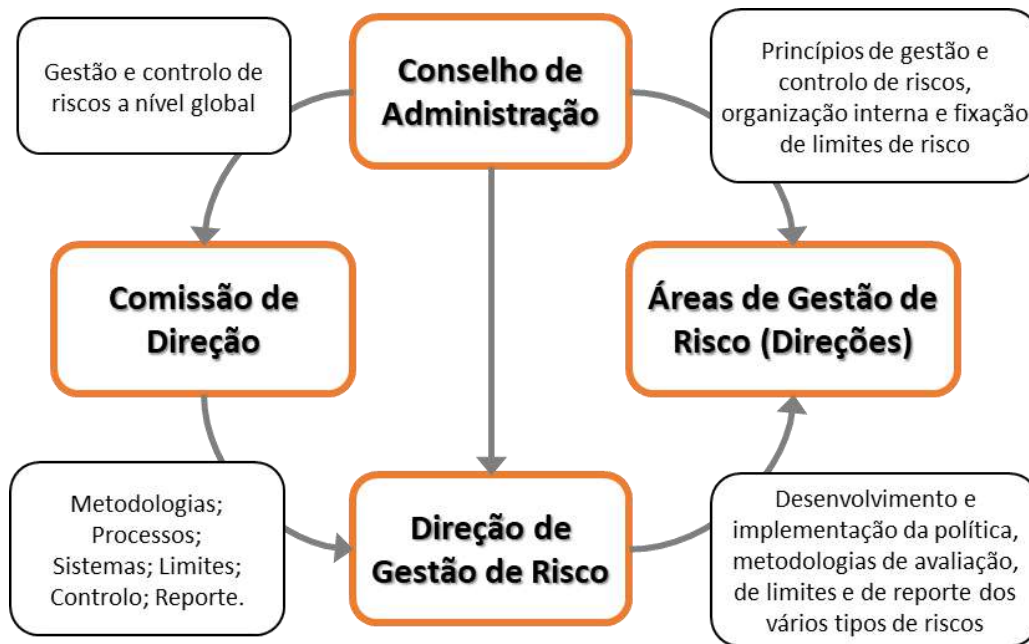 Gestão e controlo de
riscos a nível global
Conselho de
Administração
Princípios de gestão e
controlo de riscos,
organização interna e fixação
de limites de risco
Comissão de
Direção
Áreas de Gestão de
Risco (Direções)
Metodologias;
Processos;
Sistemas; Limites;
Controlo; Reporte.
Direção de
Gestão de Risco
Desenvolvimento e
implementação da política,
metodologias de avaliação,
de limites e de reporte dos
vários tipos de riscos